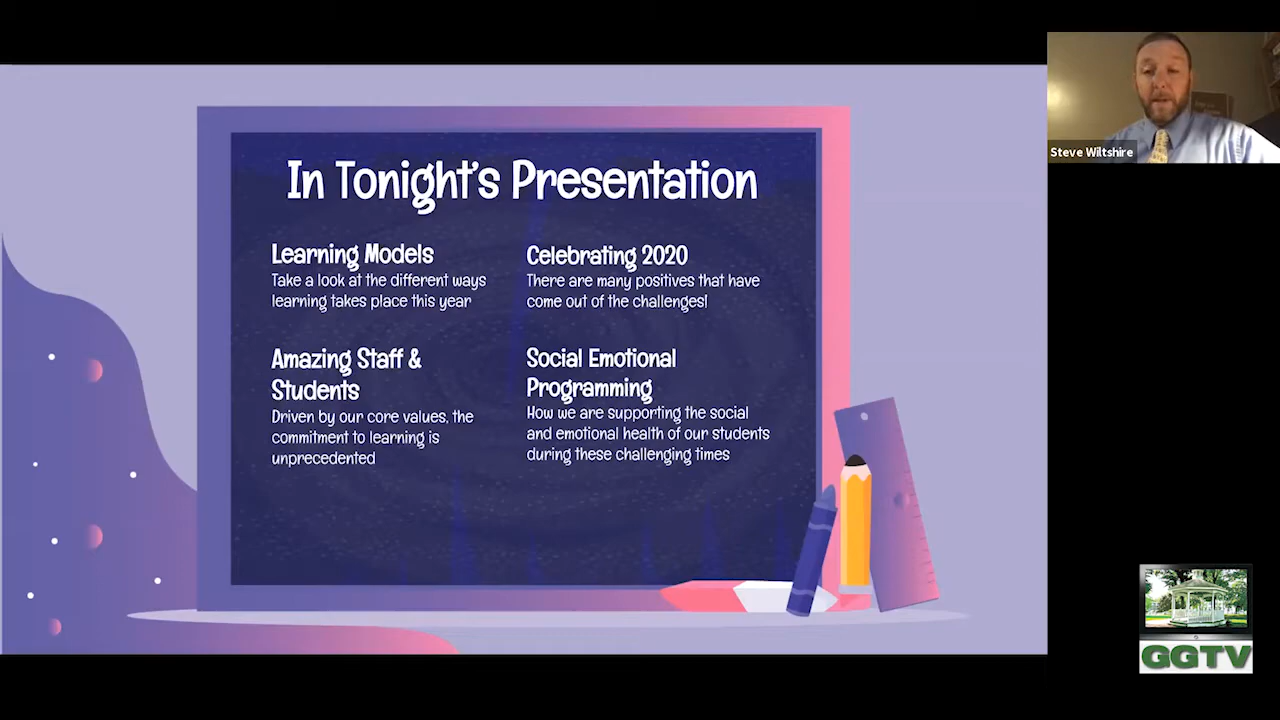 In Tonight's Presentation
Learning Models
Take a look at the different ways
learning takes place this year
Celebrating 2020
There are many positives that have
come out of the challenges!
Amazing Staff &
Students
Driven by our core values, the
commitment to learning is
unprecedented
Social Emotional
Programming
How we are supporting the social
and emotional health of our students
during these challenging times
Steve Wiltshire
GGTV